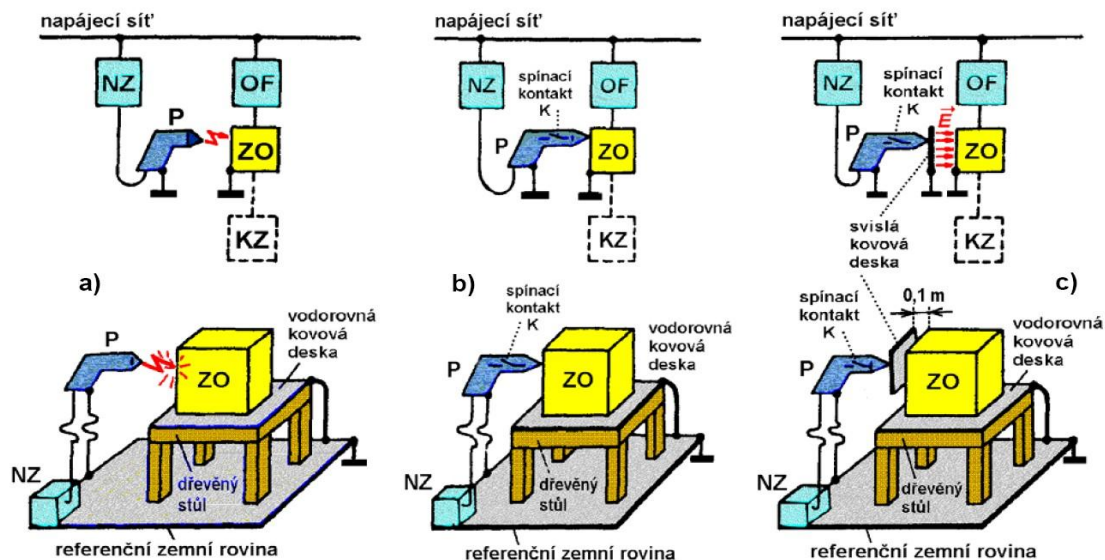 napájecí síť
NZ
OF
P
ZO
KZ
napájecí síť
NZ
spínací
kontakt
K
OF
P
ZO
KZ
napájecí síť
NZ
spínací
kontakt
K
OF
E
P
ZO
svislá
kovová
deska
KZ
a)
P
ZO
vodorovná
kovová
deska
NZ
dřevěný
stůl
referenční zemní rovina
b)
spínací
kontakt
K
P
ZO
vodorovná
kovová
deska
NZ
dřevěný
stůl
referenční zemní rovina
c)
spínací
kontakt
K
0,1 m
P
ZO
vodorovná
kovová
deska
NZ
dřevěný
stůl
referenční zemní rovina